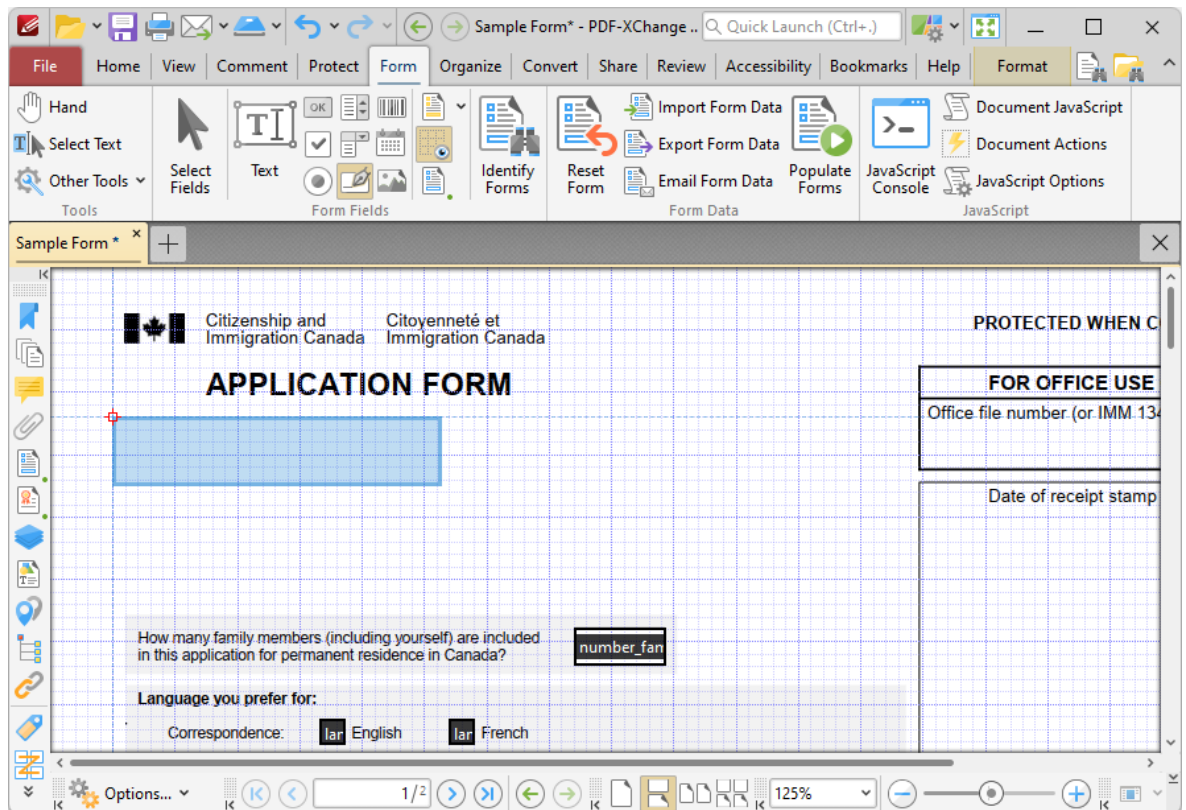 Sample Form* - PDF-XChange .. Quick Launch (Ctrl+.)
File Home View Comment Protect Form Organize Convert Share Review Accessibility Bookmarks Help Format
Hand
Select Text
Other Tools
Tools
Select
Fields
Text
OK
Form Fields
Identify
Forms
Reset
Form
Import Form Data
Export Form Data
Email Form Data
Populate
Forms
Form Data
JavaScript
Console
Document JavaScript
Document Actions
JavaScript Options
JavaScript
Sample Form *
Citizenship and
Immigration Canada
Citoyenneté et
Immigration Canada
PROTECTED WHEN C
APPLICATION FORM
FOR OFFICE USE
Office file number (or IMM 134
Date of receipt stamp
How many family members (including yourself) are included
in this application for permanent residence in Canada?
number_fan
Language you prefer for:
Correspondence: lar English lar French
Options... 1/2 125%